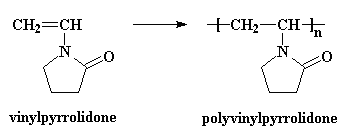 CH₂=CH
N
O
-[-CH₂-CH-]-n
N
O
vinylpyrrolidone
polyvinylpyrrolidone